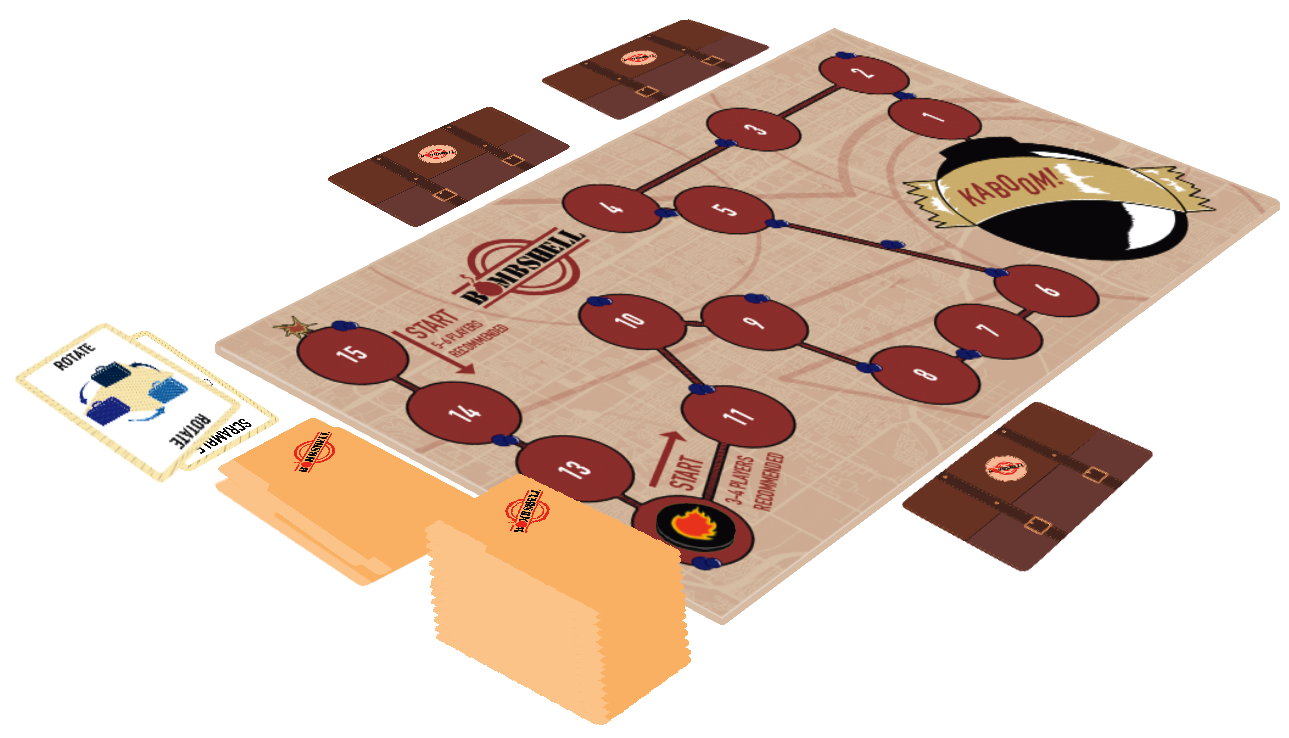 2
1
3
KABOOM!
4
5
BOMBSHELL
6
START
5-6 PLAYERS
RECOMMENDED
10
9
7
15
8
14
11
ROTATE
ROTATE
START
3-4 PLAYERS
RECOMMENDED
13
BOMBSHELL
BOMBSHELL